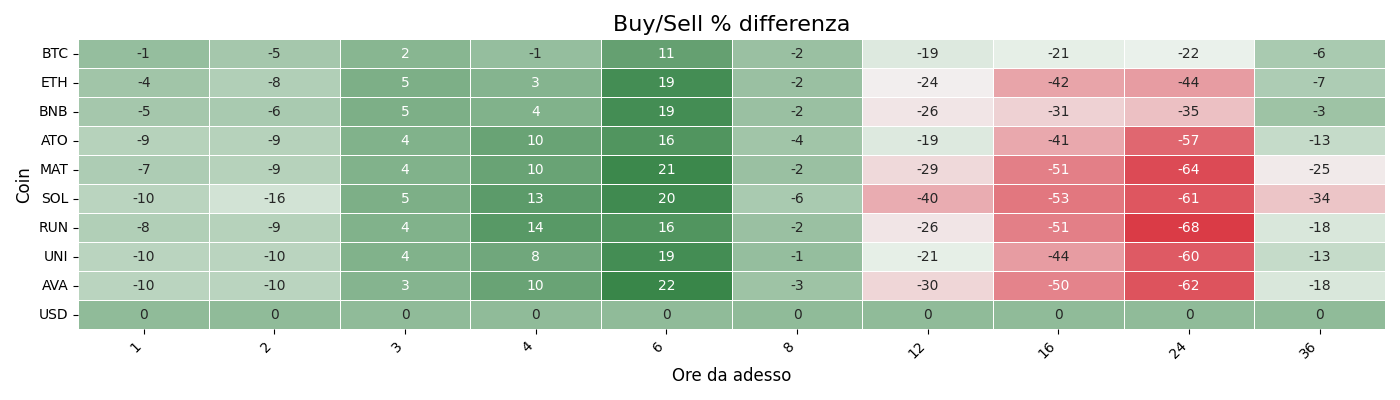 Buy/Sell % differenza
Coin
BTC -1 -5 2 -1 11 -2 -19 -21 -22 -6
ETH -4 -8 5 3 19 -2 -24 -42 -44 -7
BNB -5 -6 5 4 19 -2 -26 -31 -35 -3
ATO -9 -9 4 10 16 -4 -19 -41 -57 -13
MAT -7 -9 4 10 21 -2 -29 -51 -64 -25
SOL -10 -16 5 13 20 -6 -40 -53 -61 -34
RUN -8 -9 4 14 16 -2 -26 -51 -68 -18
UNI -10 -10 4 8 19 -1 -21 -44 -60 -13
AVA -10 -10 3 10 22 -3 -30 -50 -62 -18
USD 0 0 0 0 0 0 0 0 0 0
1 2 3 4 6 8 12 16 24 36
Ore da adesso